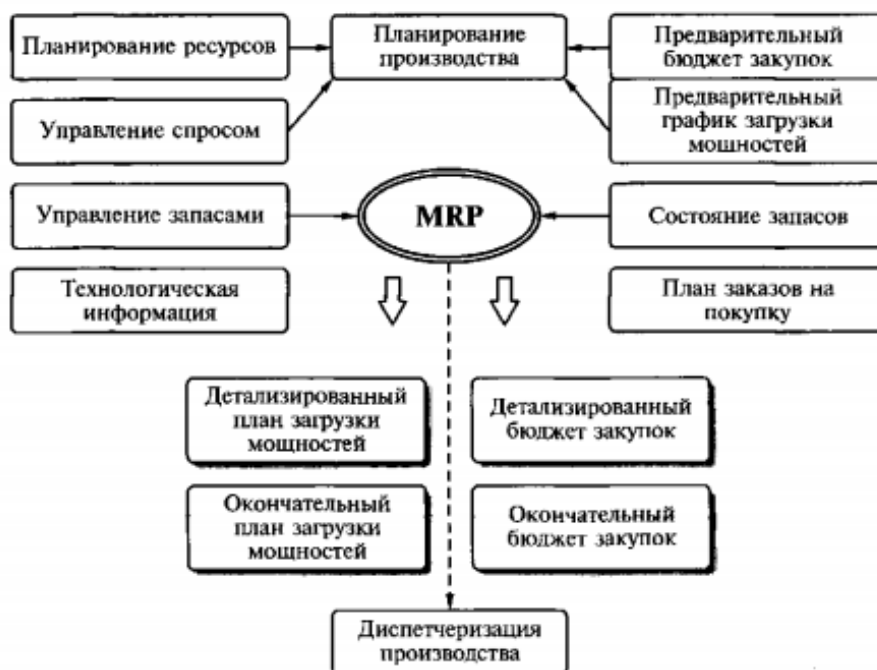 Планирование ресурсов
Планирование
производства
Предварительный
бюджет закупок
Управление спросом
Предварительный
график загрузки
мощностей
Управление запасами
MRP
Состояние запасов
Технологическая
информация
План заказов на
покупку
Детализированный
план загрузки
мощностей
Детализированный
бюджет закупок
Окончательный
план загрузки
мощностей
Окончательный
бюджет закупок
Диспетчеризация
производства